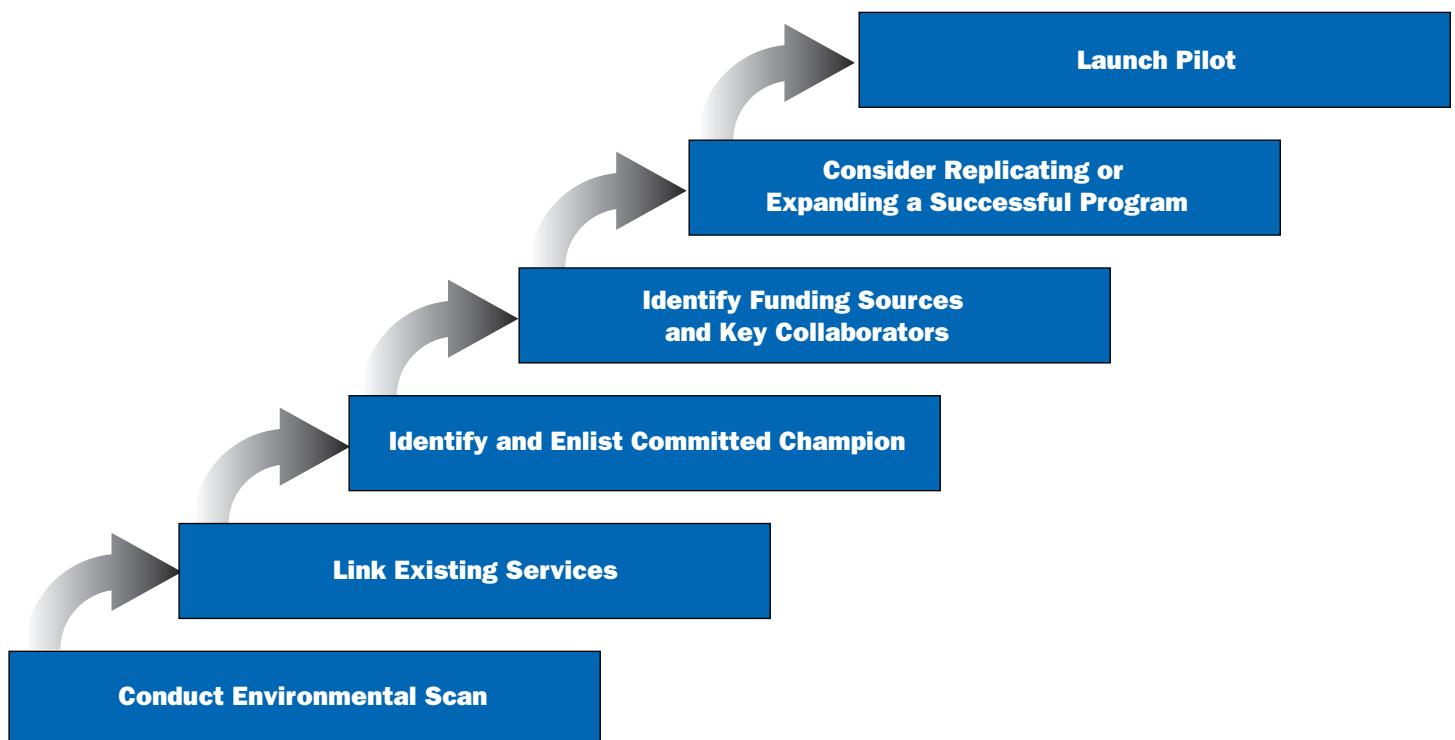 Launch Pilot
Consider Replicating or
Expanding a Successful Program
Identify Funding Sources
and Key Collaborators
Identify and Enlist Committed Champion
Link Existing Services
Conduct Environmental Scan